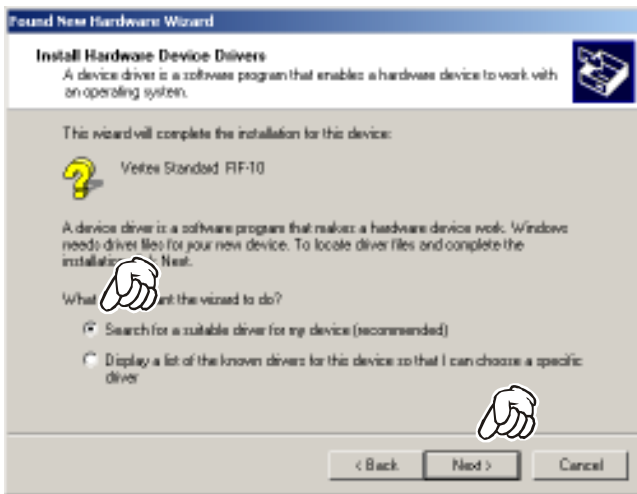 Found New Hardware Wizard
Install Hardware Device Drivers
A device driver is a software program that enables a hardware device to work with
an operating system.
This wizard will complete the installation for this device:
Vertex Standard FIF-10
A device driver is a software program that makes a hardware device work. Windows
needs driver files for your new device. To locate driver files and complete the
Next.
What the wizard to do?
Search for a suitable driver for my device (recommended)
Display a list of the known drivers for this device so that I can choose a specific
driver
< Back
Next >
Cancel